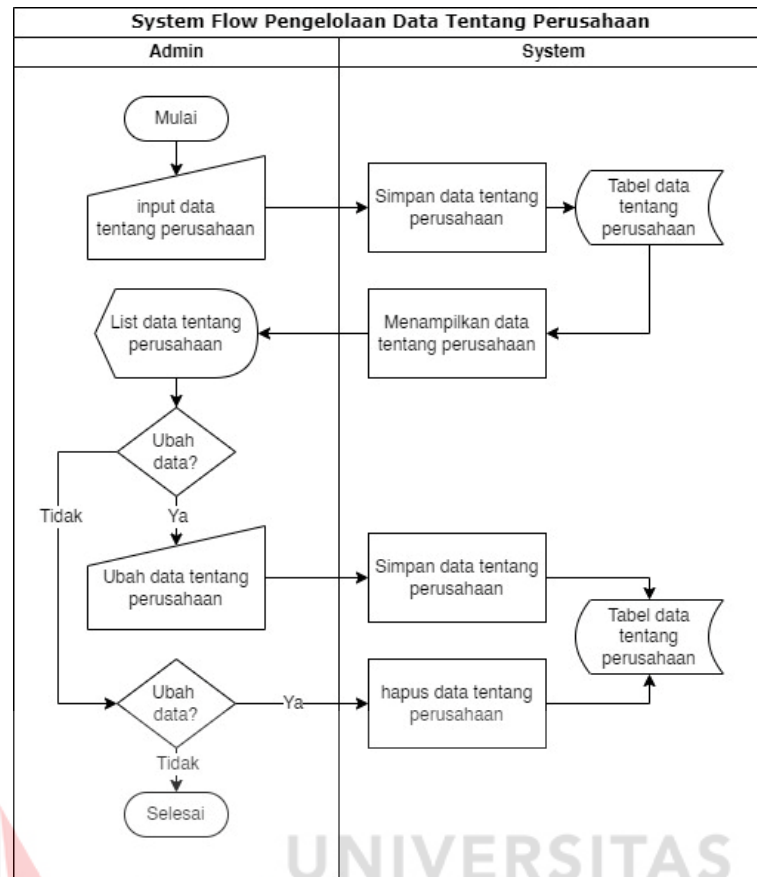 System Flow Pengelolaan Data Tentang Perusahaan
Admin
System
Mulai
input data
tentang perusahaan
Simpan data tentang
perusahaan
Tabel data
tentang
perusahaan
List data tentang
perusahaan
Menampilkan data
tentang perusahaan
Ubah
data?
Tidak
Ya
Ubah data tentang
perusahaan
Simpan data tentang
perusahaan
Tabel data
tentang
perusahaan
Ubah
data?
Ya
hapus data tentang
perusahaan
Tidak
Selesai
UNIVERSITAS